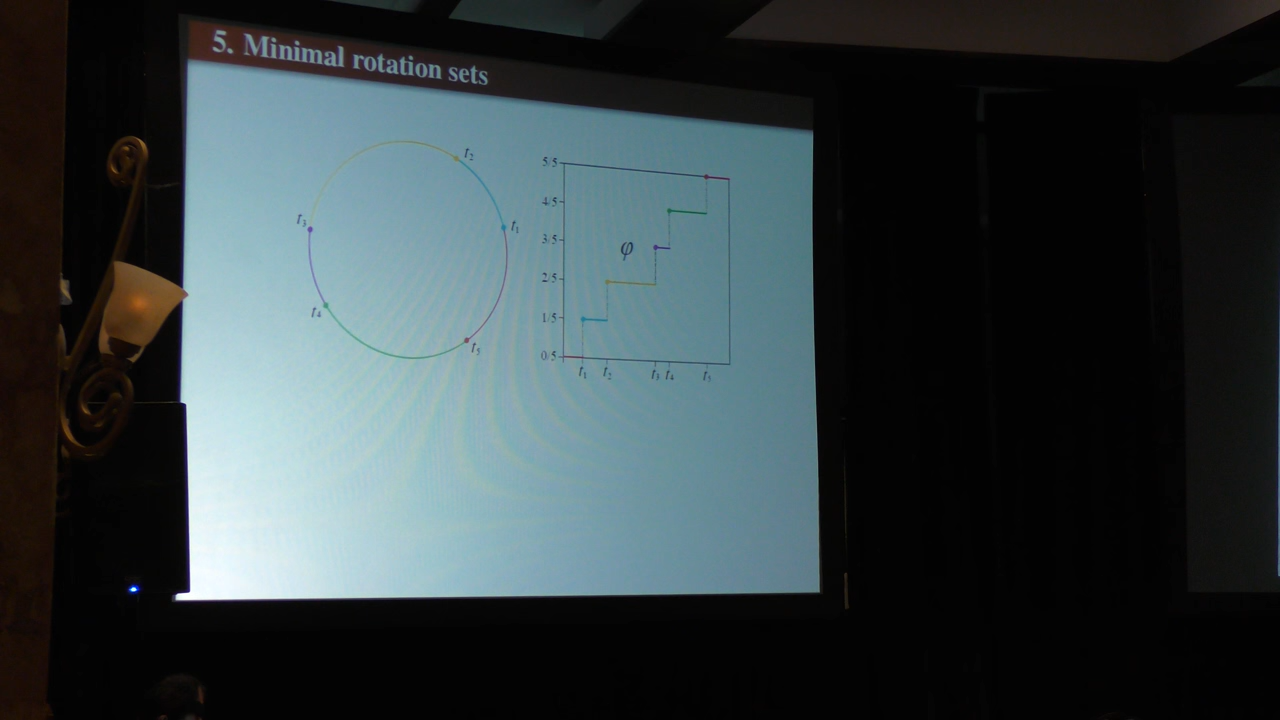 5. Minimal rotation sets
t₂
t₃
t₁
t₄
t₅
5/5
4/5
3/5
φ
2/5
1/5
0/5
t₁ t₂ t₃ t₄ t₅